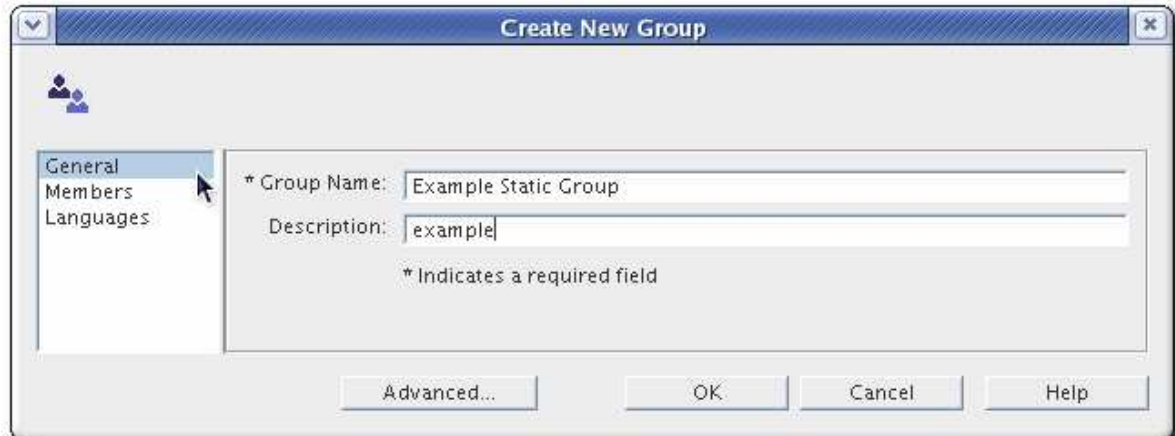 Create New Group
General
Members
Languages
* Group Name: Example Static Group
Description: example
* Indicates a required field
Advanced... OK Cancel Help